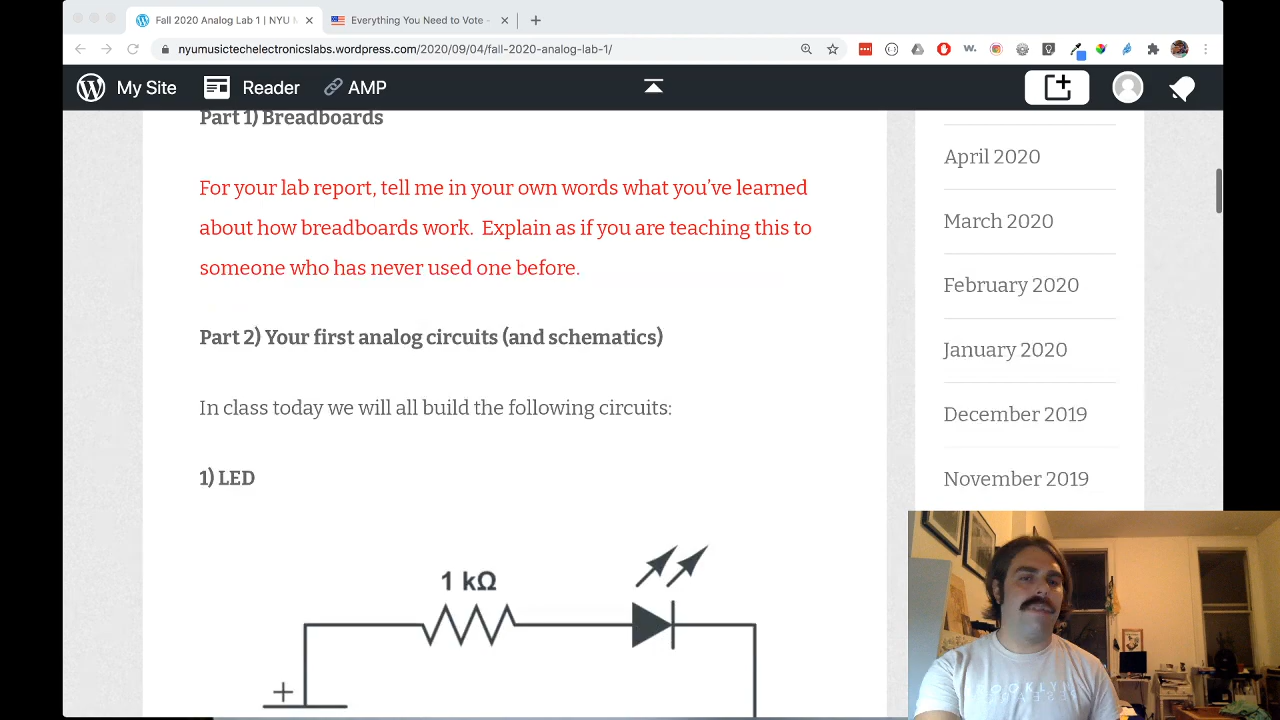 Fall 2020 Analog Lab 1 | NYU M
Everything You Need to Vote -
nyumusictechelectronicslabs.wordpress.com/2020/09/04/fall-2020-analog-lab-1/
My Site
Reader
AMP
Part 1) Breadboards
For your lab report, tell me in your own words what you've learned
about how breadboards work. Explain as if you are teaching this to
someone who has never used one before.
Part 2) Your first analog circuits (and schematics)
In class today we will all build the following circuits:
1) LED
1 kΩ
+
April 2020
March 2020
February 2020
January 2020
December 2019
November 2019